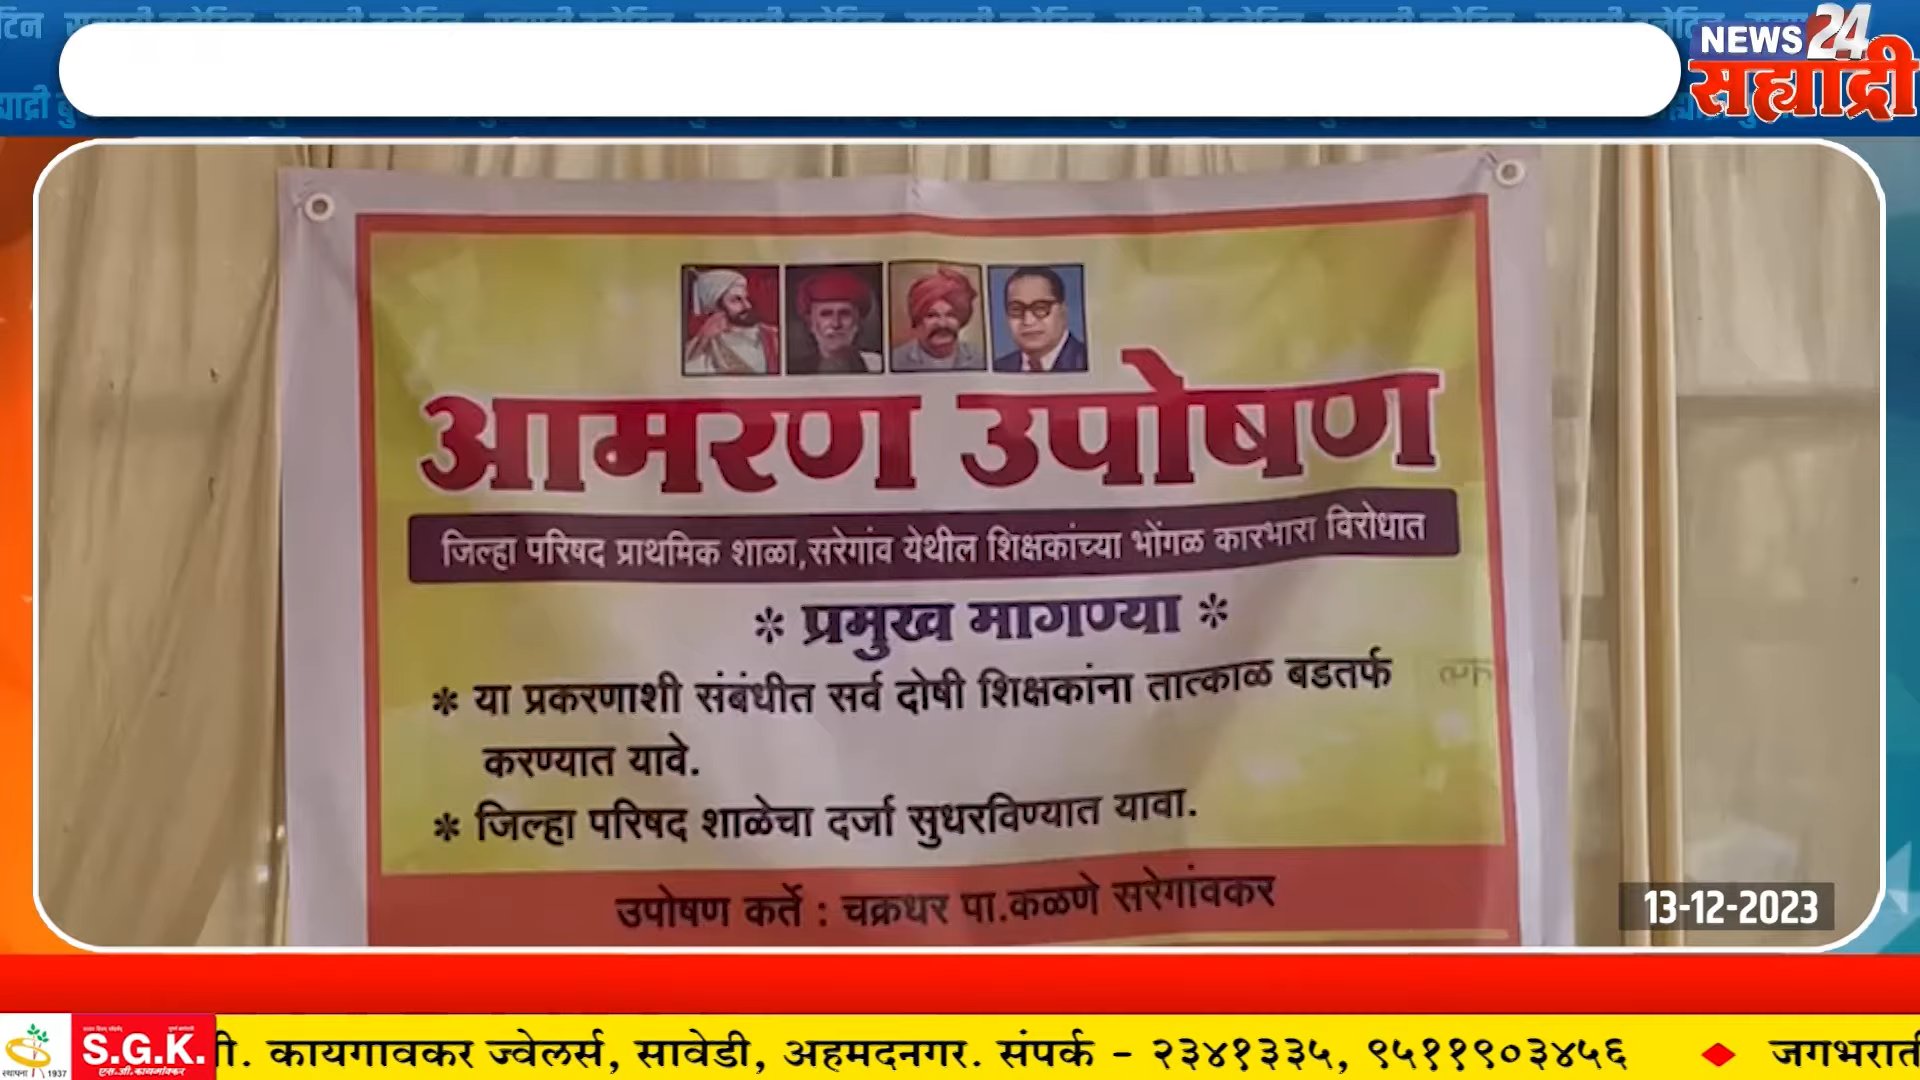 NEWS 24
सह्याद्री
आमरण उपोषण
जिल्हा परिषद प्राथमिक शाळा,सरेगांव येथील शिक्षकांच्या भोंगळ कारभारा विरोधात
* प्रमुख मागण्या *
* या प्रकरणाशी संबंधीत सर्व दोषी शिक्षकांना तात्काळ बडतर्फ
करण्यात यावे.
* जिल्हा परिषद शाळेचा दर्जा सुधरविण्यात यावा.
उपोषण कर्ते : चक्रधर पा.कळणे सरेगांवकर
13-12-2023
स्थापना 1937
S.G.K.
एस.जी.कायगांवकर
ी. कायगावकर ज्वेलर्स, सावेडी, अहमदनगर. संपर्क - २३४१३३५, ९५११९०३४५६ ◆ जगभराती